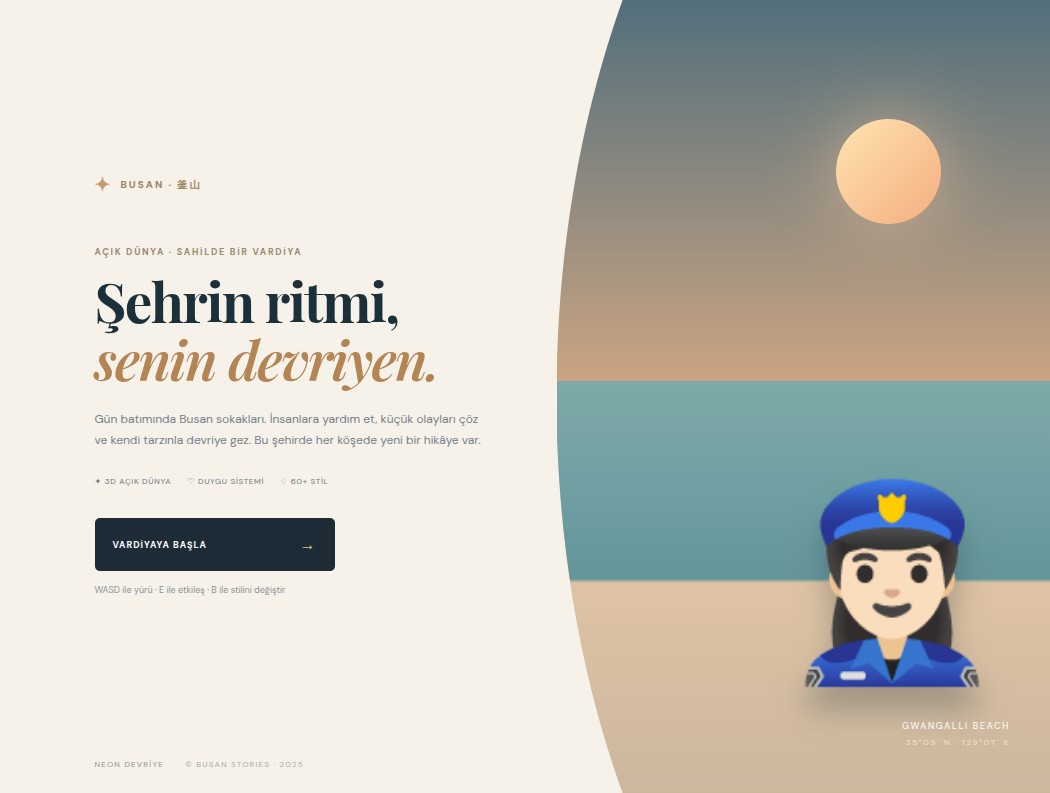 BUSAN · 釜山
AÇIK DÜNYA · SAHİLDE BİR VARDİYA
Şehrin ritmi,
senin devriyen.
Gün batımında Busan sokakları. İnsanlara yardım et, küçük olayları çöz
ve kendi tarzınla devriye gez. Bu şehirde her köşede yeni bir hikâye var.
✦ 3D AÇIK DÜNYA ♡ DUYGU SİSTEMİ ♢ 60+ STİL
VARDİYAYA BAŞLA →
WASD ile yürü · E ile etkileş · B ile stilini değiştir
GWANGALLI BEACH
35°09′ N · 129°07′ E
NEON DEVRİYE © BUSAN STORIES · 2025